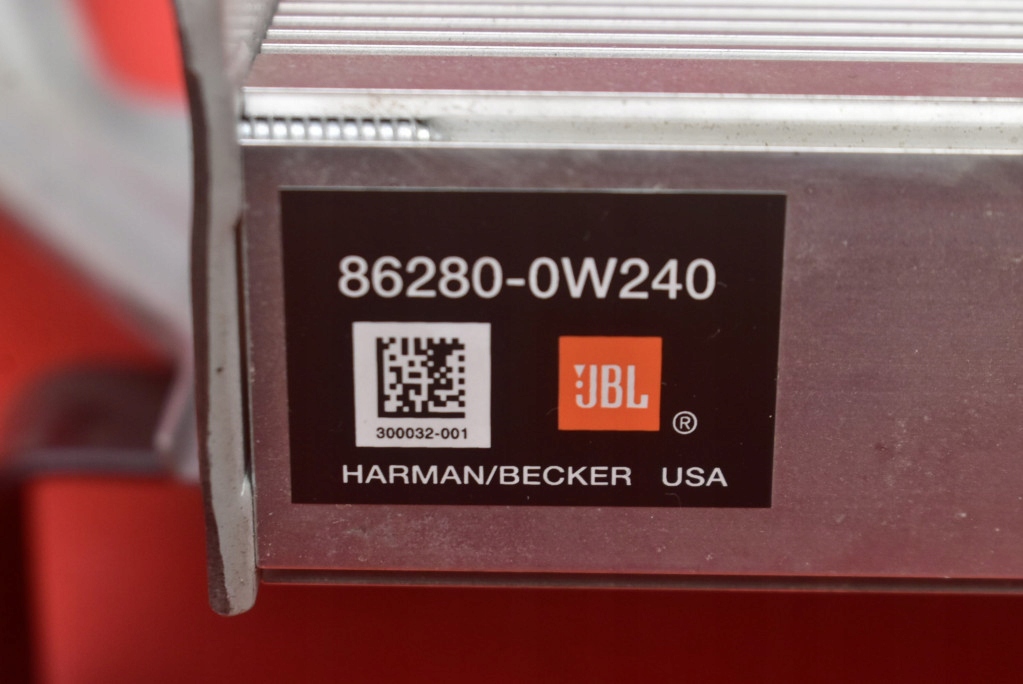 86280-0W240
300032-001
JBL
®
HARMAN/BECKER USA